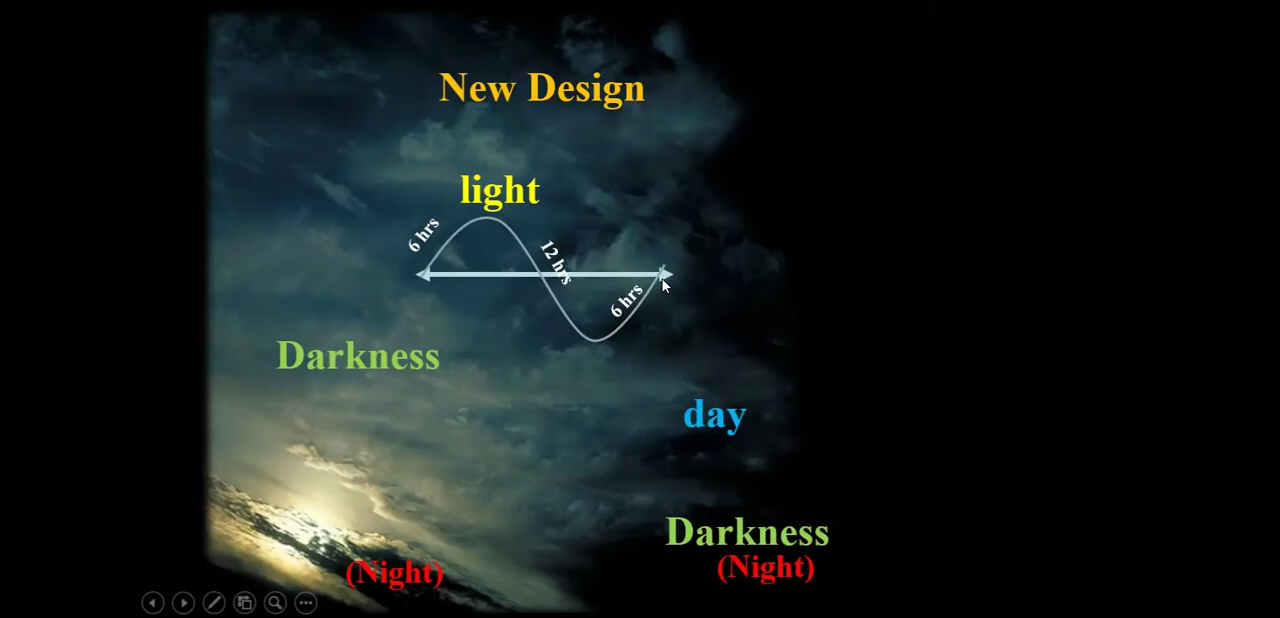 New Design
light
6 hrs
12 hrs
6 hrs
Darkness
day
Darkness
(Night)
(Night)